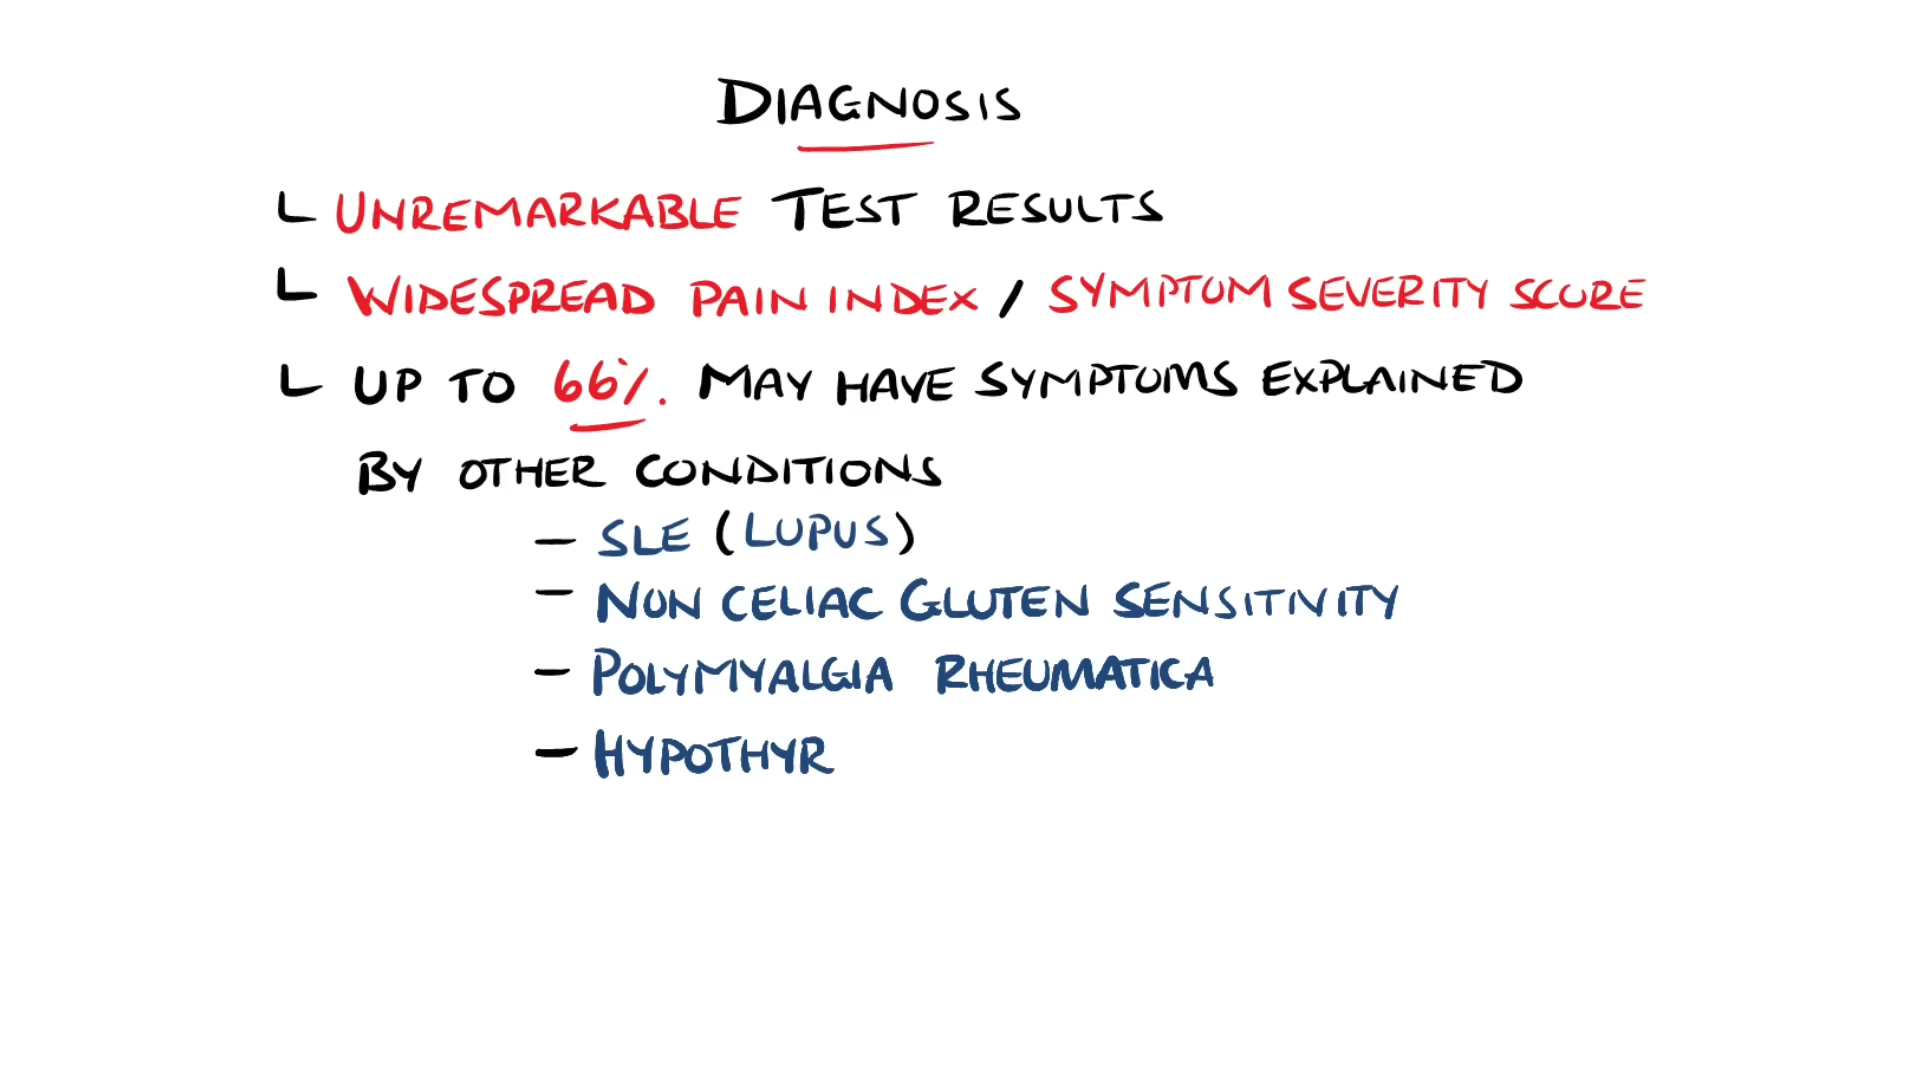 DIAGNOSIS
UNREMARKABLE TEST RESULTS
WIDESPREAD PAIN INDEX / SYMPTOM SEVERITY SCORE
UP TO 66%. MAY HAVE SYMPTOMS EXPLAINED
BY OTHER CONDITIONS
— SLE (LUPUS)
— NON CELIAC GLUTEN SENSITIVITY
— POLYMYALGIA RHEUMATICA
— HYPOTHYR